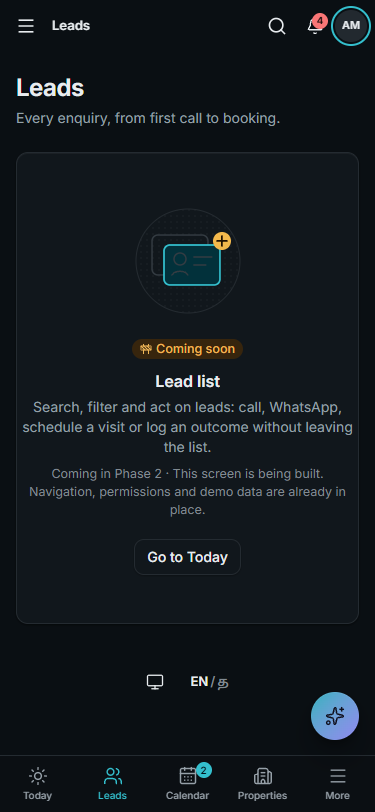 Leads
4
AM
Leads
Every enquiry, from first call to booking.
Coming soon
Lead list
Search, filter and act on leads: call, WhatsApp,
schedule a visit or log an outcome without leaving
the list.
Coming in Phase 2 · This screen is being built.
Navigation, permissions and demo data are already in
place.
Go to Today
EN / த
2
Today
Leads
Calendar
Properties
More